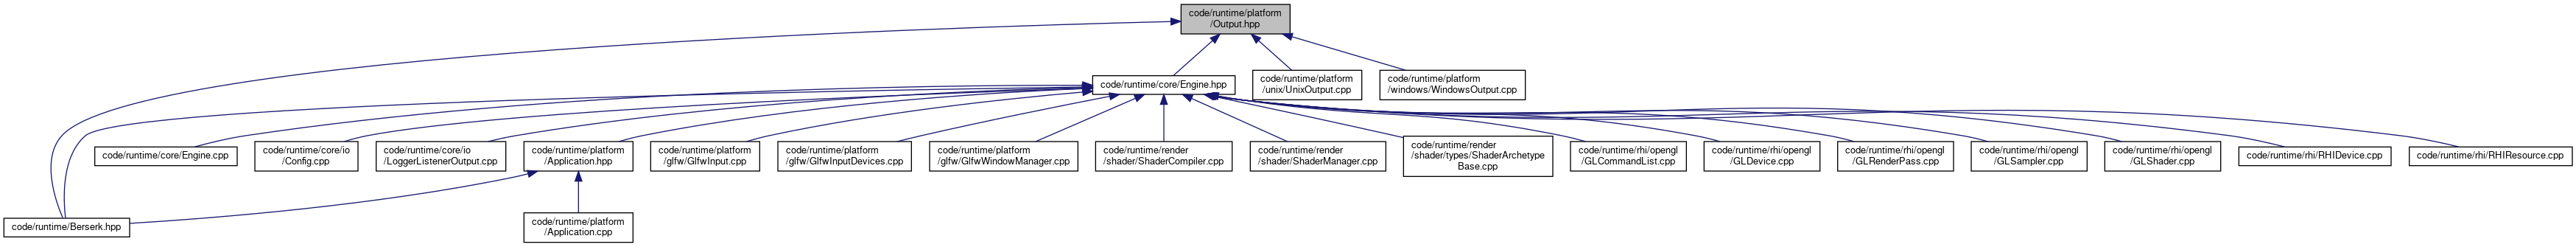 code/runtime/platform
/Output.hpp
code/runtime/core/Engine.hpp
code/runtime/platform
/unix/UnixOutput.cpp
code/runtime/platform
/windows/WindowsOutput.cpp
code/runtime/core/Engine.cpp
code/runtime/core/io
/Config.cpp
code/runtime/core/io
/LoggerListenerOutput.cpp
code/runtime/platform
/Application.hpp
code/runtime/platform
/glfw/GlfwInput.cpp
code/runtime/platform
/glfw/GlfwInputDevices.cpp
code/runtime/platform
/glfw/GlfwWindowManager.cpp
code/runtime/render
/shader/ShaderCompiler.cpp
code/runtime/render
/shader/ShaderManager.cpp
code/runtime/render
/shader/types/ShaderArchetype
Base.cpp
code/runtime/rhi/opengl
/GLCommandList.cpp
code/runtime/rhi/opengl
/GLDevice.cpp
code/runtime/rhi/opengl
/GLRenderPass.cpp
code/runtime/rhi/opengl
/GLSampler.cpp
code/runtime/rhi/opengl
/GLShader.cpp
code/runtime/rhi/RHIDevice.cpp
code/runtime/rhi/RHIResource.cpp
code/runtime/Berserk.hpp
code/runtime/platform
/Application.cpp